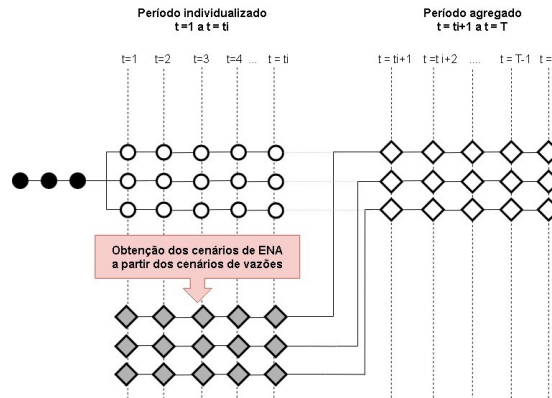 Período individualizado
t =1 a t = ti
Período agregado
t = ti+1 a t = T
t=1 t=2 t=3 t=4 ... t = ti
t = ti+1 t =t i+2 .... t = T-1 t =
Obtenção dos cenários de ENA
a partir dos cenários de vazões